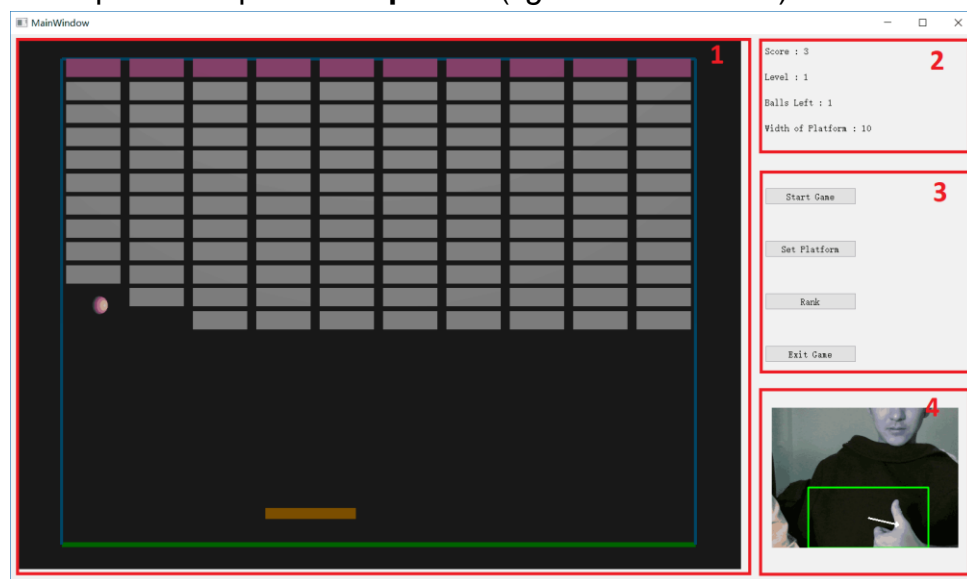 MainWindow
1
Score : 3
2
Level : 1
Balls Left : 1
Width of Platform : 10
3
Start Game
Set Platform
Rank
Exit Game
4